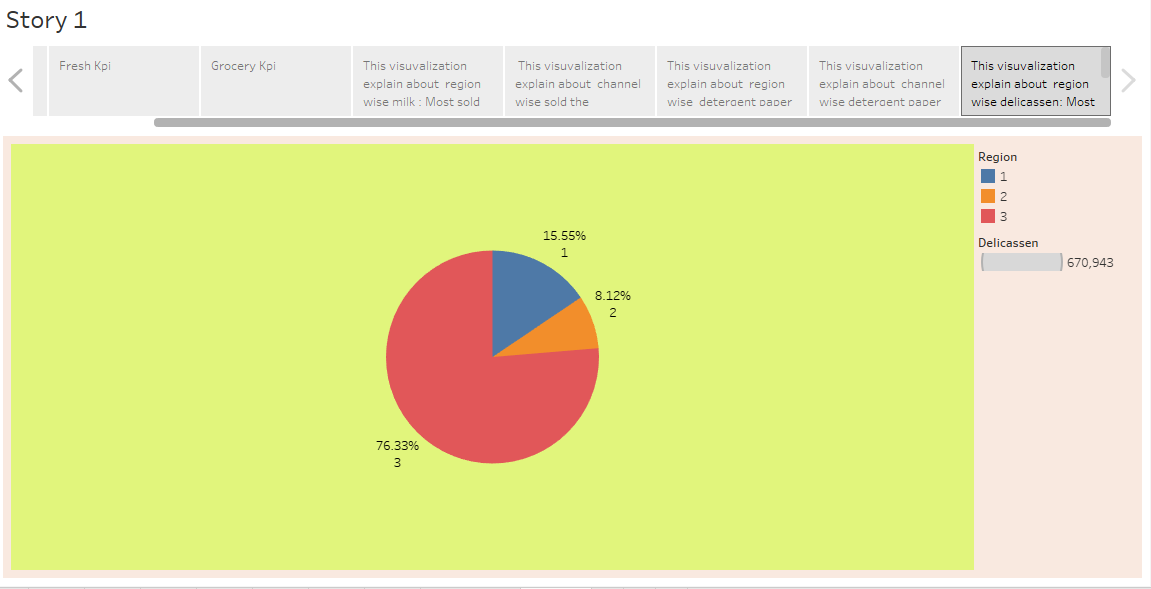 Story 1
Fresh Kpi
Grocery Kpi
This visuvalization
explain about region
wise milk : Most sold
This visuvalization
explain about channel
wise sold the
This visuvalization
explain about region
wise detergent paper
This visuvalization
explain about channel
wise detergent paper
This visuvalization
explain about region
wise delicassen: Most
Region
1
2
3
Delicassen
670,943
15.55%
1
8.12%
2
76.33%
3